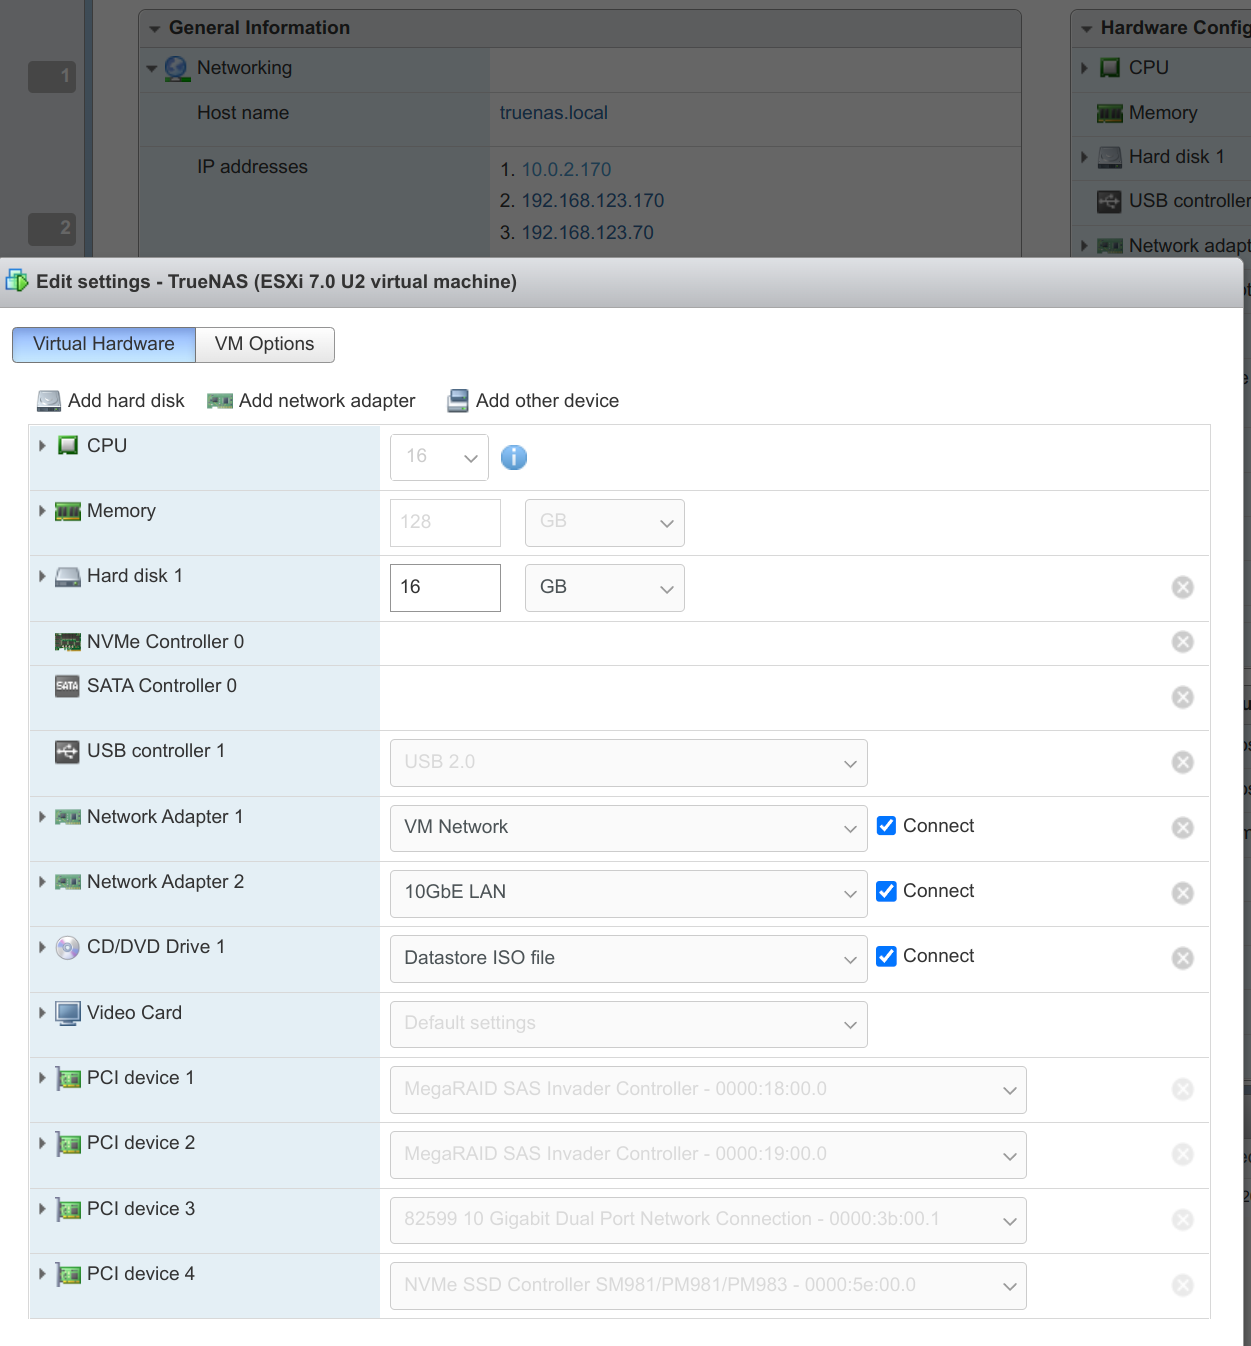 General Information
Networking
Host name truenas.local
IP addresses 1. 10.0.2.170
2. 192.168.123.170
3. 192.168.123.70
1
2
Hardware Config
CPU
Memory
Hard disk 1
USB controller
Network adapt
Edit settings - TrueNAS (ESXi 7.0 U2 virtual machine)
Virtual Hardware VM Options
Add hard disk Add network adapter Add other device
CPU 16
Memory 128 GB
Hard disk 1 16 GB
NVMe Controller 0
SATA Controller 0
USB controller 1 USB 2.0
Network Adapter 1 VM Network Connect
Network Adapter 2 10GbE LAN Connect
CD/DVD Drive 1 Datastore ISO file Connect
Video Card Default settings
PCI device 1 MegaRAID SAS Invader Controller - 0000:18:00.0
PCI device 2 MegaRAID SAS Invader Controller - 0000:19:00.0
PCI device 3 82599 10 Gigabit Dual Port Network Connection - 0000:3b:00.1
PCI device 4 NVMe SSD Controller SM981/PM981/PM983 - 0000:5e:00.0